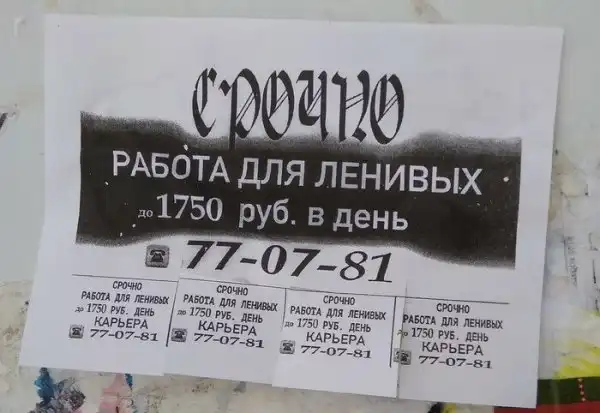 СРОЧНО
РАБОТА ДЛЯ ЛЕНИВЫХ
до 1750 руб. в день
77-07-81
СРОЧНО
РАБОТА ДЛЯ ЛЕНИВЫХ
до 1750 РУБ. ДЕНЬ
КАРЬЕРА
77-07-81
СРОЧНО
РАБОТА ДЛЯ ЛЕНИВЫХ
до 1750 РУБ. ДЕНЬ
КАРЬЕРА
77-07-81
СРОЧНО
РАБОТА ДЛЯ ЛЕНИВЫХ
до 1750 РУБ. ДЕНЬ
КАРЬЕРА
77-07-81
СРОЧНО
РАБОТА ДЛЯ ЛЕНИВЫХ
до 1750 РУБ. ДЕНЬ
КАРЬЕРА
77-07-81